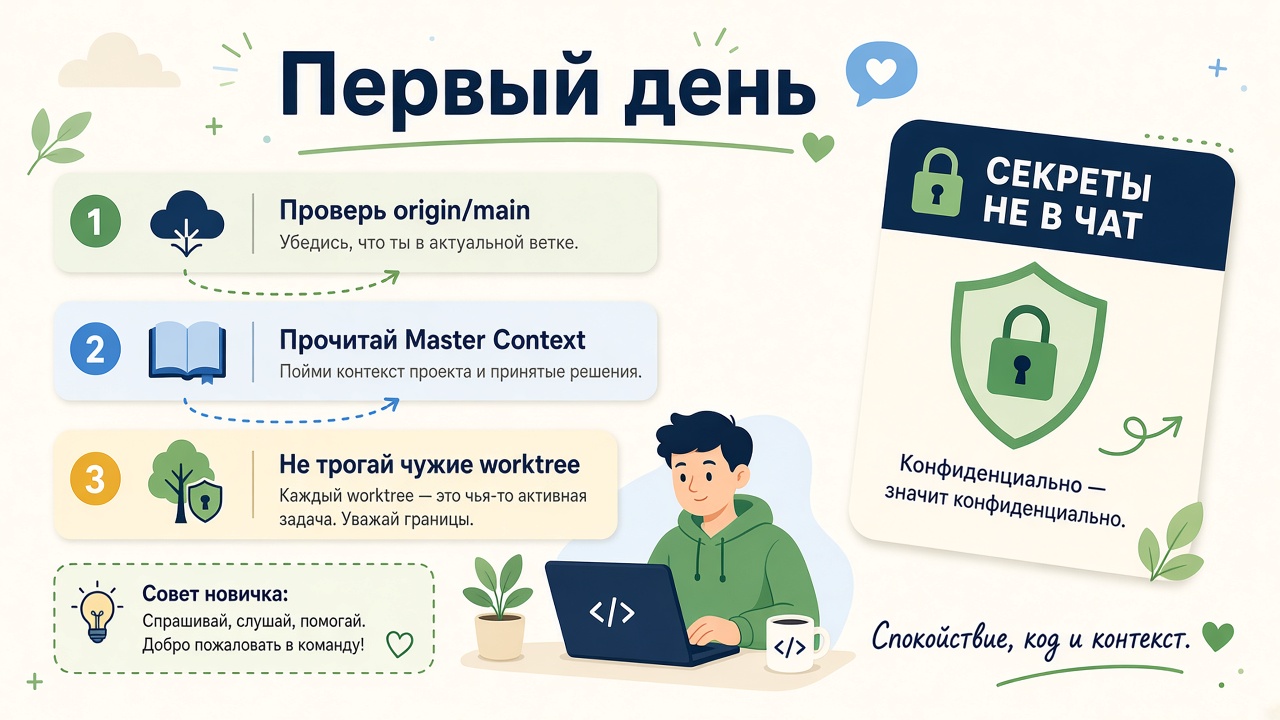 Первый день
1
Проверь origin/main
Убедись, что ты в актуальной ветке.
2
Прочитай Master Context
Пойми контекст проекта и принятые решения.
3
Не трогай чужие worktree
Каждый worktree — это чья-то активная
задача. Уважай границы.
Совет новичка:
Спрашивай, слушай, помогай.
Добро пожаловать в команду!
</>
</>
СЕКРЕТЫ
НЕ В ЧАТ
Конфиденциально —
значит конфиденциально.
Спокойствие, код и контекст.